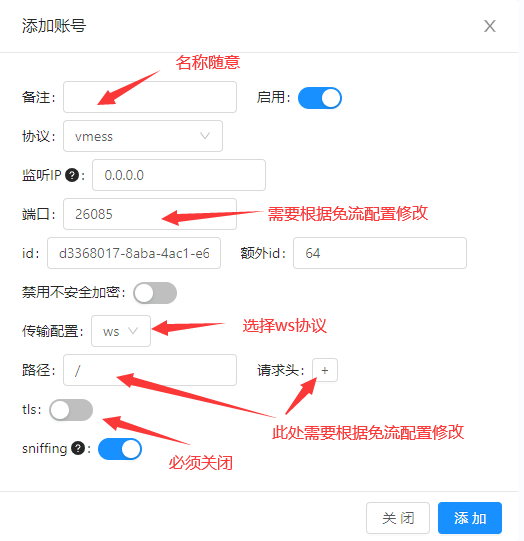 添加账号
名称随意
备注: 启用:
协议: vmess
监听IP ?: 0.0.0.0
端口: 26085 需要根据免流配置修改
id: d3368017-8aba-4ac1-e6 额外id: 64
禁用不安全加密:
传输配置: ws 选择ws协议
路径: / 请求头: +
tls: 此处需要根据免流配置修改
sniffing ?: 必须关闭
关 闭 添 加